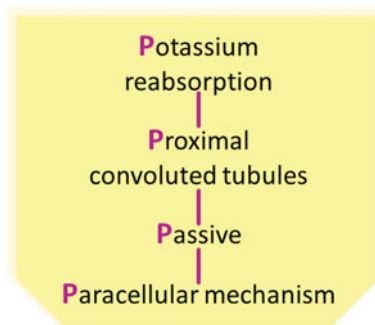 Potassium
reabsorption
Proximal
convoluted tubules
Passive
Paracellular mechanism